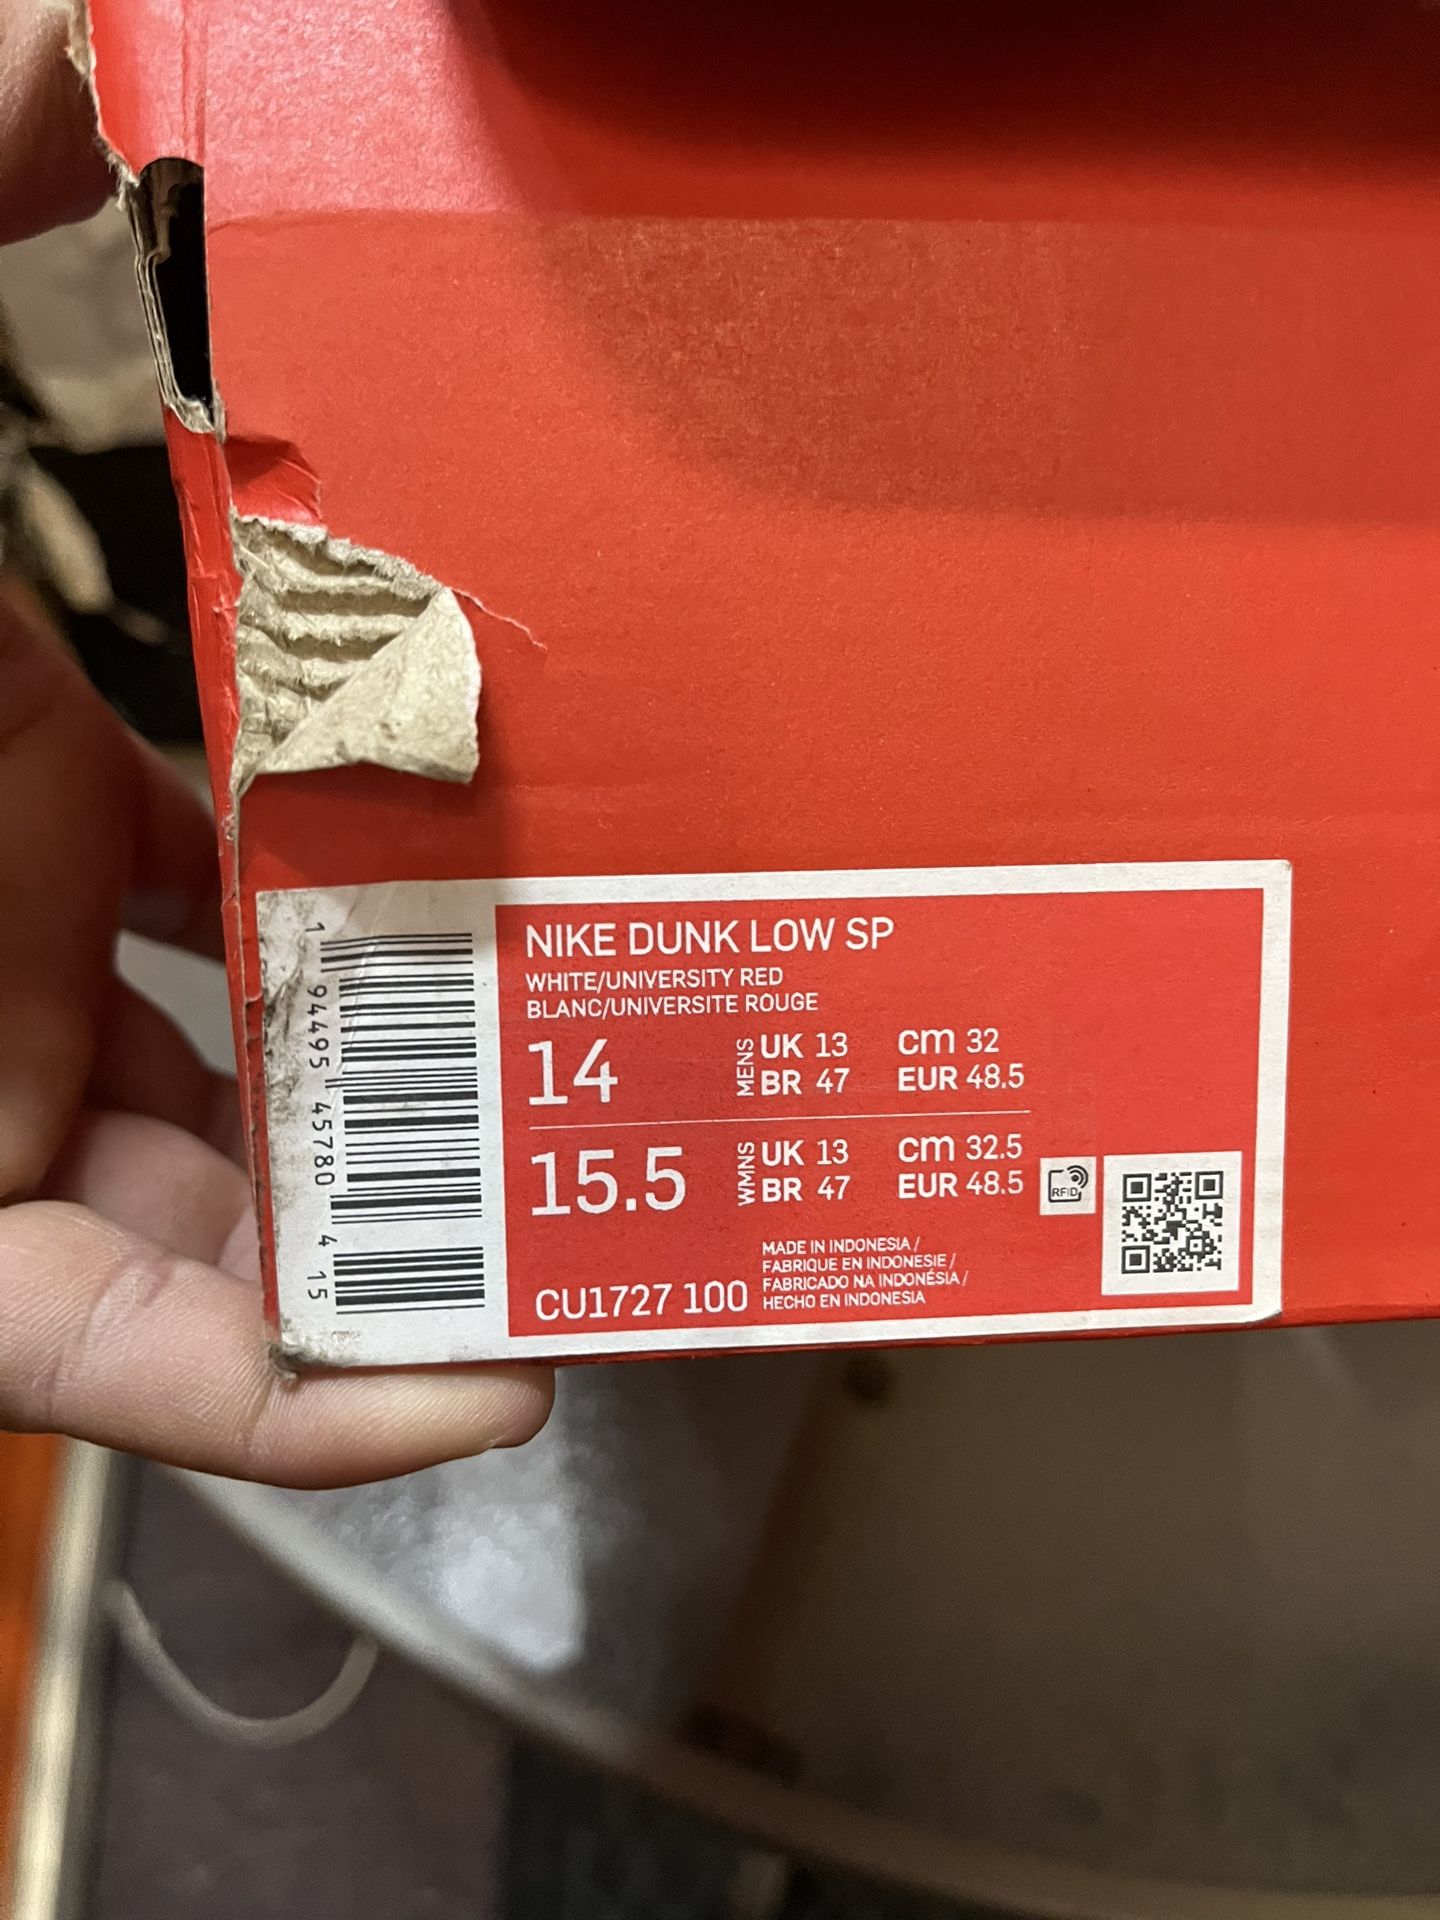 1 94495 45780 4 15
NIKE DUNK LOW SP
WHITE/UNIVERSITY RED
BLANC/UNIVERSITE ROUGE
14 MENS UK 13 CM 32
BR 47 EUR 48.5
15.5 WMNS UK 13 CM 32.5
BR 47 EUR 48.5
RFID
MADE IN INDONESIA /
FABRIQUE EN INDONESIE /
FABRICADO NA INDONÉSIA /
HECHO EN INDONESIA
CU1727 100